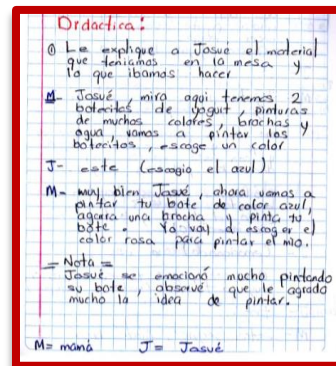 Didactica:
① Le explique a Josué el material
que teniamos en la mesa y
lo que ibamos hacer
M- Josué, mira aqui tenemos 2
botecitos de yogurt, pinturas
de muchos colores, brochas y
agua, vamos a pintar los
botecitos, escoge un color
J- este (escogio el azul)
M- muy bien Josué, ahora vamos a
pintar tu bote de color azul,
agarra una brocha y pinta tu
bote. Yo voy a escoger el
color rosa para pintar el mio.
= Nota =
Josué se emocionó mucho pintando
su bote, observé que le agrado
mucho la idea de pintar.
M= mamá J= Josué